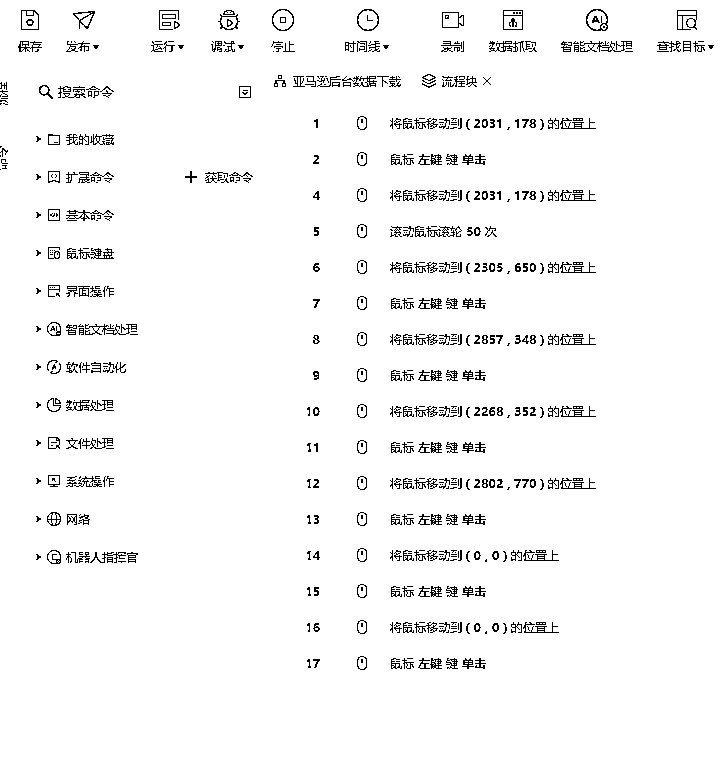 保存 发布 运行 调试 停止 时间线 录制 数据抓取 智能文档处理 查找目标
搜索命令
我的收藏
扩展命令 获取命令
基本命令
鼠标键盘
界面操作
智能文档处理
软件自动化
数据处理
文件处理
系统操作
网络
机器人指挥官
亚马逊后台数据下载 流程块
1 将鼠标移动到 ( 2031 , 178 ) 的位置上
2 鼠标 左键 键 单击
4 将鼠标移动到 ( 2031 , 178 ) 的位置上
5 滚动鼠标滚轮 50 次
6 将鼠标移动到 ( 2305 , 650 ) 的位置上
7 鼠标 左键 键 单击
8 将鼠标移动到 ( 2857 , 348 ) 的位置上
9 鼠标 左键 键 单击
10 将鼠标移动到 ( 2268 , 352 ) 的位置上
11 鼠标 左键 键 单击
12 将鼠标移动到 ( 2802 , 770 ) 的位置上
13 鼠标 左键 键 单击
14 将鼠标移动到 ( 0 , 0 ) 的位置上
15 鼠标 左键 键 单击
16 将鼠标移动到 ( 0 , 0 ) 的位置上
17 鼠标 左键 键 单击